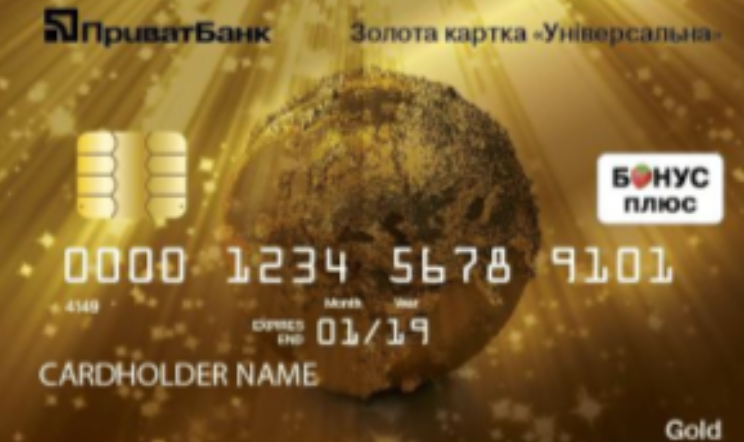 ПриватБанк Золота картка «Універсальна»
БОНУС
ПЛЮС
0000 1234 5678 9101
4149
Month Year
EXPIRES END 01/19
CARDHOLDER NAME
Gold